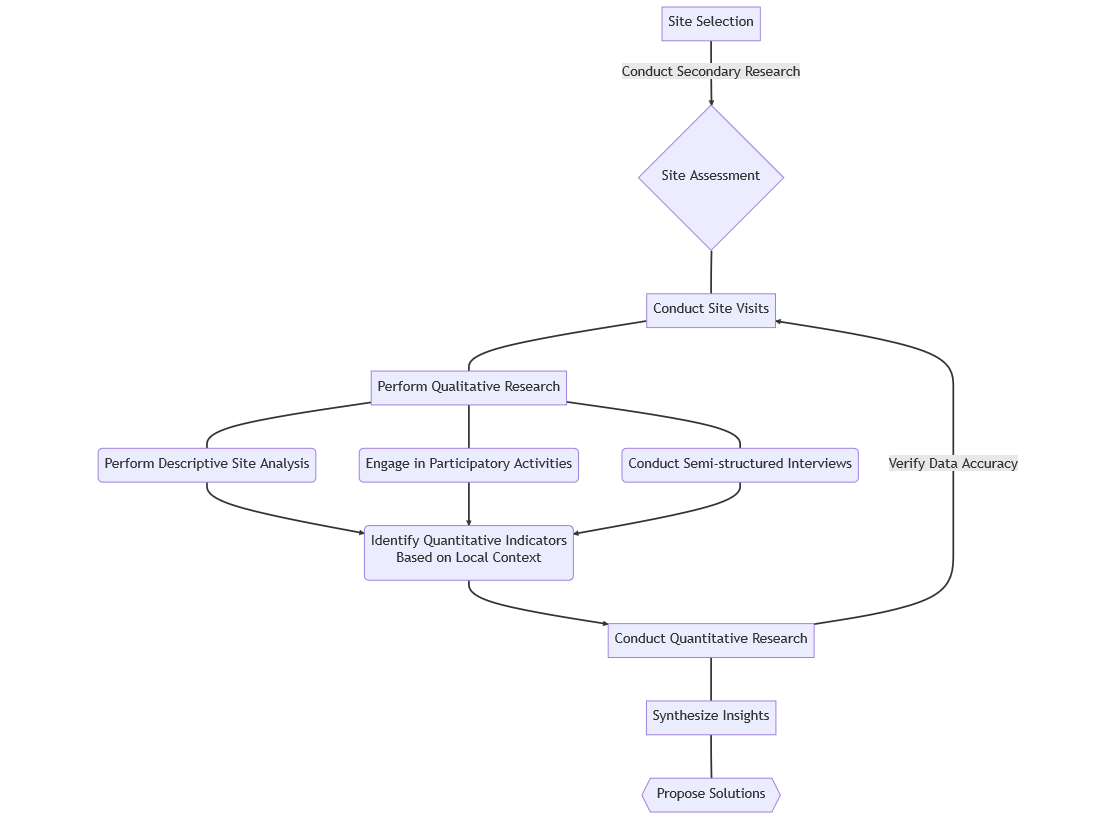 Site Selection
Conduct Secondary Research
Site Assessment
Conduct Site Visits
Perform Qualitative Research
Perform Descriptive Site Analysis
Engage in Participatory Activities
Conduct Semi-structured Interviews
Verify Data Accuracy
Identify Quantitative Indicators
Based on Local Context
Conduct Quantitative Research
Synthesize Insights
Propose Solutions